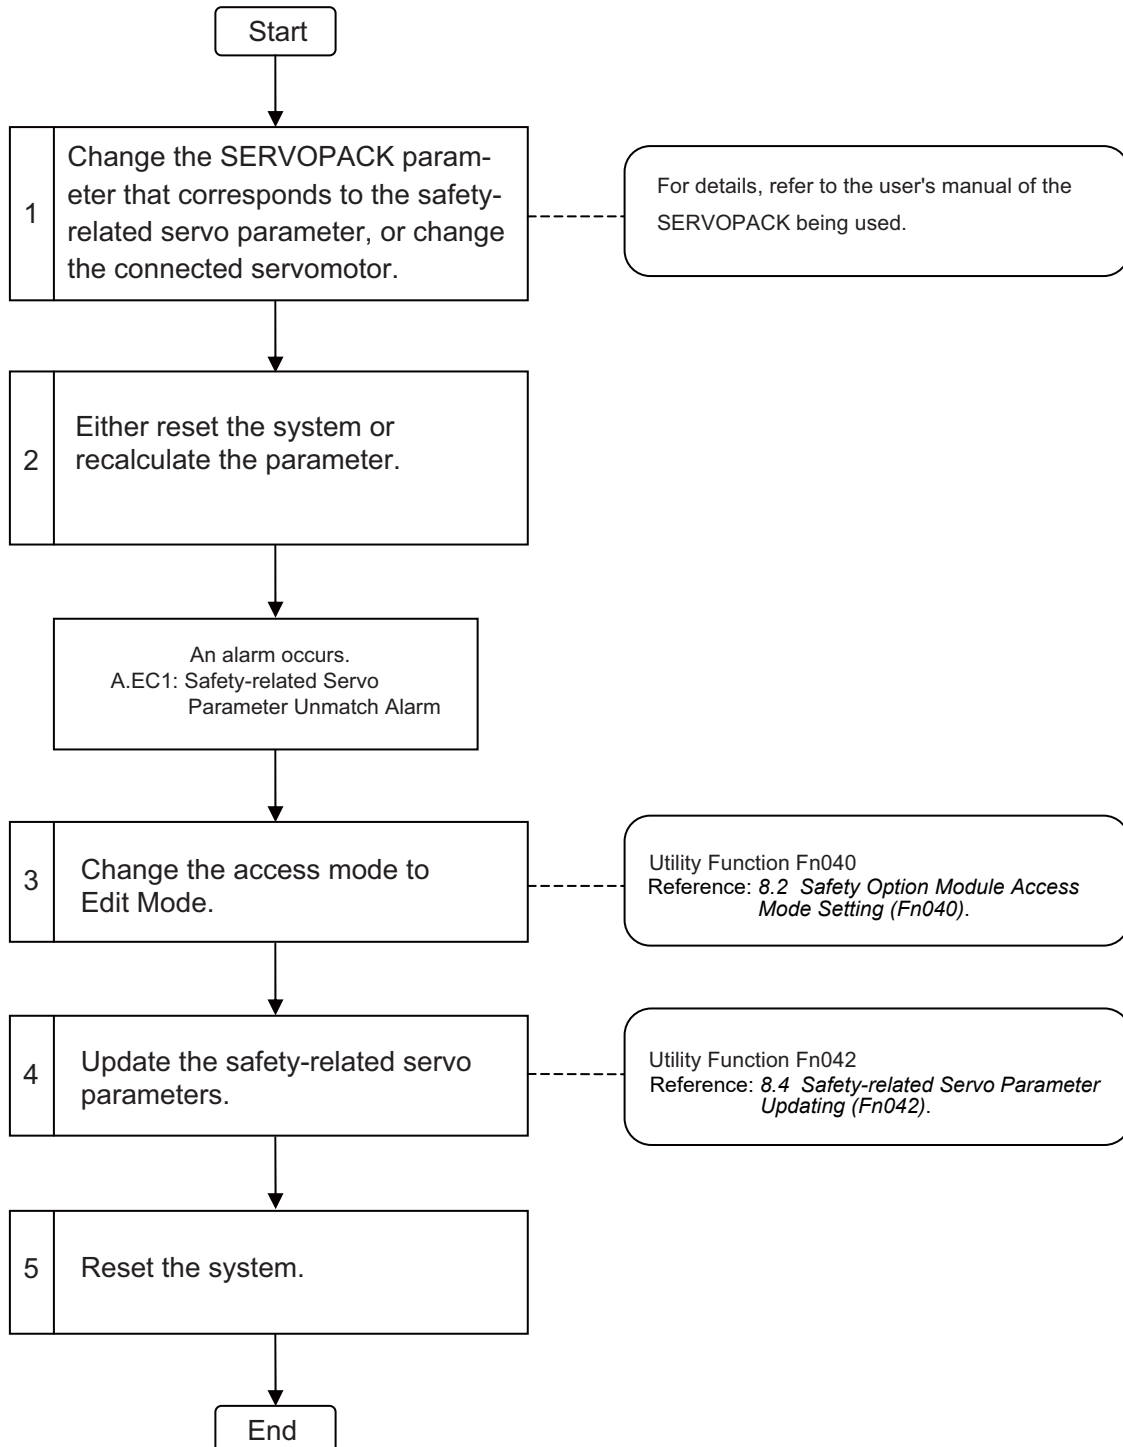 Start
1
Change the SERVOPACK param-
eter that corresponds to the safety-
related servo parameter, or change
the connected servomotor.
For details, refer to the user's manual of the
SERVOPACK being used.
2
Either reset the system or
recalculate the parameter.
An alarm occurs.
A.EC1: Safety-related Servo
Parameter Unmatch Alarm
3
Change the access mode to
Edit Mode.
Utility Function Fn040
Reference: 8.2 Safety Option Module Access
Mode Setting (Fn040).
4
Update the safety-related servo
parameters.
Utility Function Fn042
Reference: 8.4 Safety-related Servo Parameter
Updating (Fn042).
5
Reset the system.
End